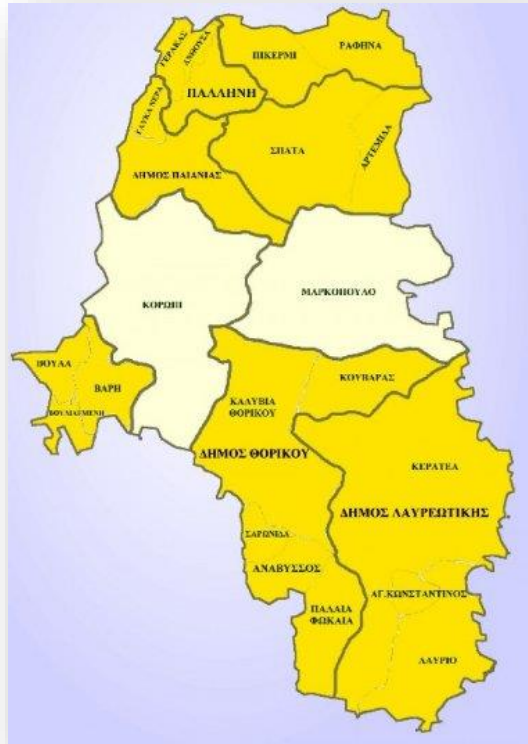 ΓΕΡΑΚΑΣ
ΑΝΘΟΥΣΑ
ΠΙΚΕΡΜΙ
ΡΑΦΗΝΑ
ΠΑΛΛΗΝΗ
ΓΛΥΚΑ ΝΕΡΑ
ΣΠΑΤΑ
ΑΡΤΕΜΙΔΑ
ΔΗΜΟΣ ΠΑΙΑΝΙΑΣ
ΚΟΡΩΠΙ
ΜΑΡΚΟΠΟΥΛΟ
ΒΟΥΛΑ
ΒΑΡΗ
ΒΟΥΛΙΑΓΜΕΝΗ
ΚΟΥΒΑΡΑΣ
ΚΑΛΥΒΙΑ
ΘΟΡΙΚΟΥ
ΔΗΜΟΣ ΘΟΡΙΚΟΥ
ΚΕΡΑΤΕΑ
ΔΗΜΟΣ ΛΑΥΡΕΩΤΙΚΗΣ
ΣΑΡΩΝΙΔΑ
ΑΝΑΒΥΣΣΟΣ
ΑΓ.ΚΩΝΣΤΑΝΤΙΝΟΣ
ΠΑΛΑΙΑ
ΦΩΚΑΙΑ
ΛΑΥΡΙΟ